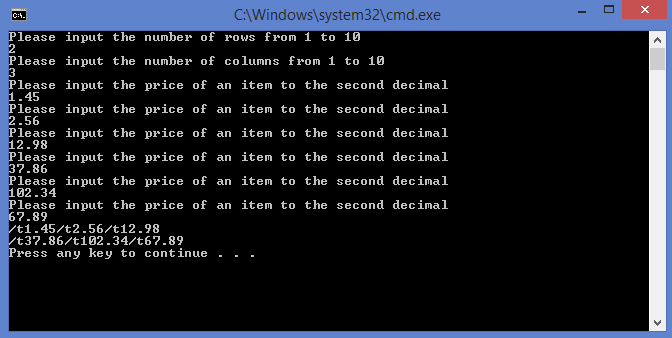 C:\Windows\system32\cmd.exe
Please input the number of rows from 1 to 10
2
Please input the number of columns from 1 to 10
3
Please input the price of an item to the second decimal
1.45
Please input the price of an item to the second decimal
2.56
Please input the price of an item to the second decimal
12.98
Please input the price of an item to the second decimal
37.86
Please input the price of an item to the second decimal
102.34
Please input the price of an item to the second decimal
67.89
/t1.45/t2.56/t12.98
/t37.86/t102.34/t67.89
Press any key to continue . . .